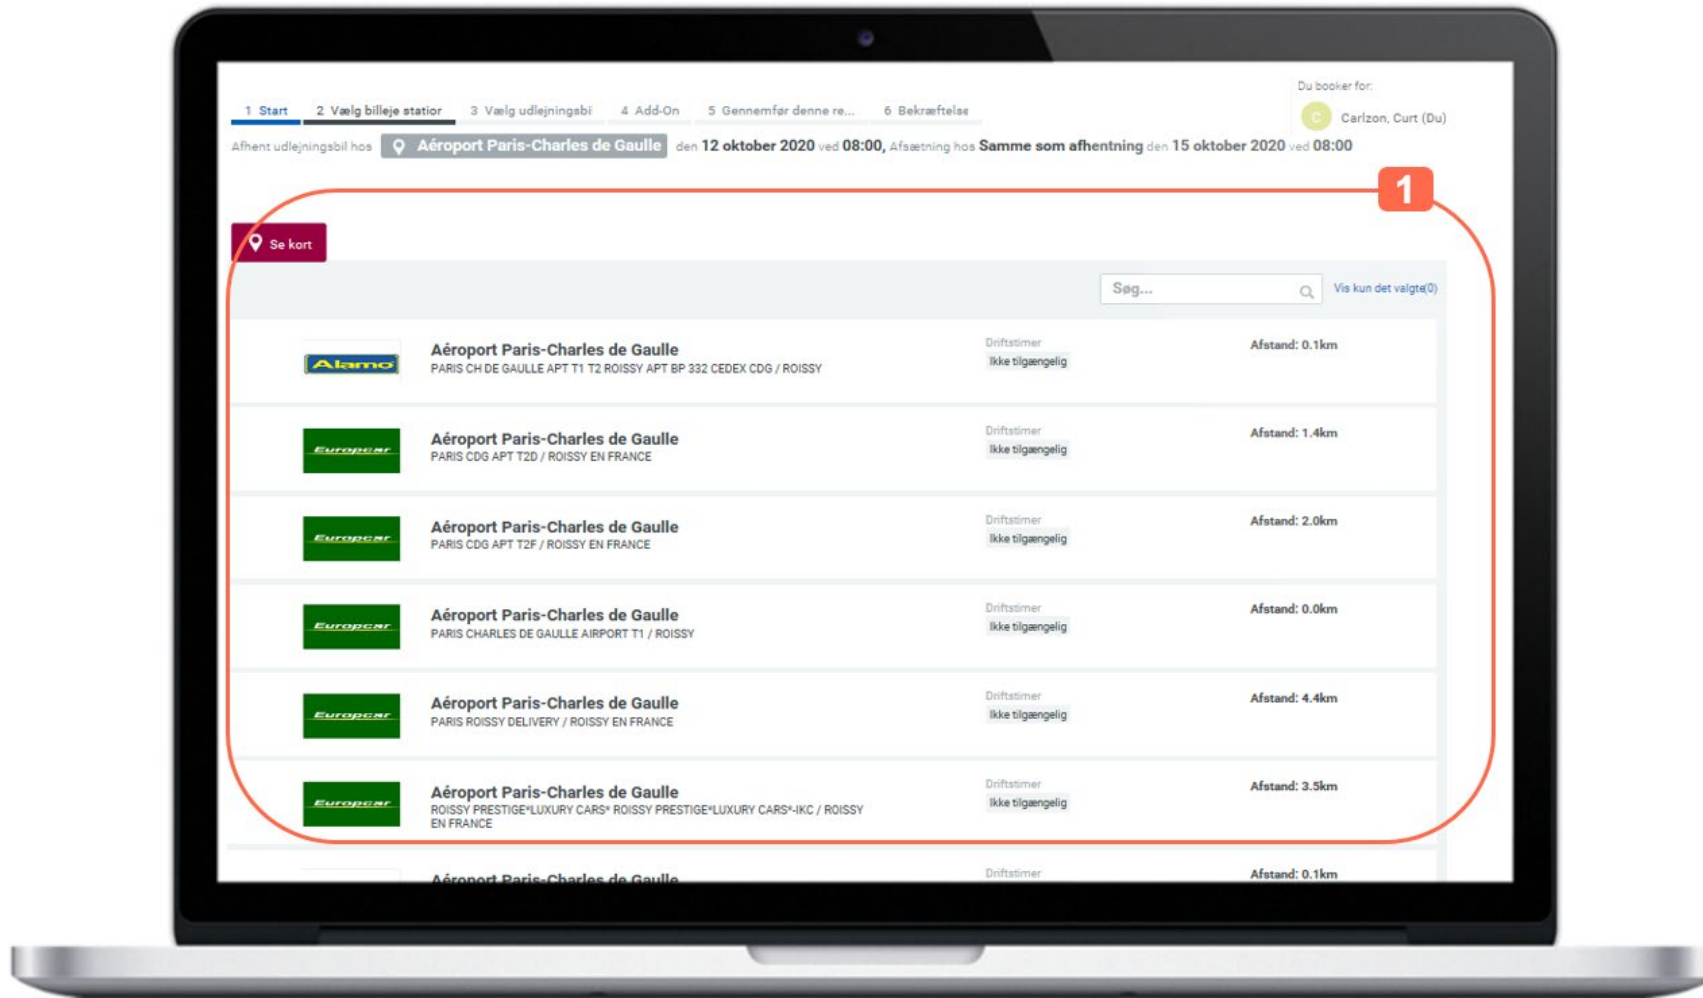 Du booker for:
1 Start 2 Vælg billeje station 3 Vælg udlejningsbil 4 Add-On 5 Gennemfør denne re... 6 Bekræftelse
C Carlzon, Curt (Du)
Afhent udlejningsbil hos Aéroport Paris-Charles de Gaulle den 12 oktober 2020 ved 08:00, Afsætning hos Samme som afhentning den 15 oktober 2020 ved 08:00
1
Se kort
Søg... Vis kun det valgte(0)
Alamo
Aéroport Paris-Charles de Gaulle
PARIS CH DE GAULLE APT T1 T2 ROISSY APT BP 332 CEDEX CDG / ROISSY
Driftstimer
Ikke tilgængelig
Afstand: 0.1km
Europcar
Aéroport Paris-Charles de Gaulle
PARIS CDG APT T2D / ROISSY EN FRANCE
Driftstimer
Ikke tilgængelig
Afstand: 1.4km
Europcar
Aéroport Paris-Charles de Gaulle
PARIS CDG APT T2F / ROISSY EN FRANCE
Driftstimer
Ikke tilgængelig
Afstand: 2.0km
Europcar
Aéroport Paris-Charles de Gaulle
PARIS CHARLES DE GAULLE AIRPORT T1 / ROISSY
Driftstimer
Ikke tilgængelig
Afstand: 0.0km
Europcar
Aéroport Paris-Charles de Gaulle
PARIS ROISSY DELIVERY / ROISSY EN FRANCE
Driftstimer
Ikke tilgængelig
Afstand: 4.4km
Europcar
Aéroport Paris-Charles de Gaulle
ROISSY PRESTIGE*LUXURY CARS* ROISSY PRESTIGE*LUXURY CARS*-IKC / ROISSY
EN FRANCE
Driftstimer
Ikke tilgængelig
Afstand: 3.5km
Aéroport Paris-Charles de Gaulle
Driftstimer
Afstand: 0.1km